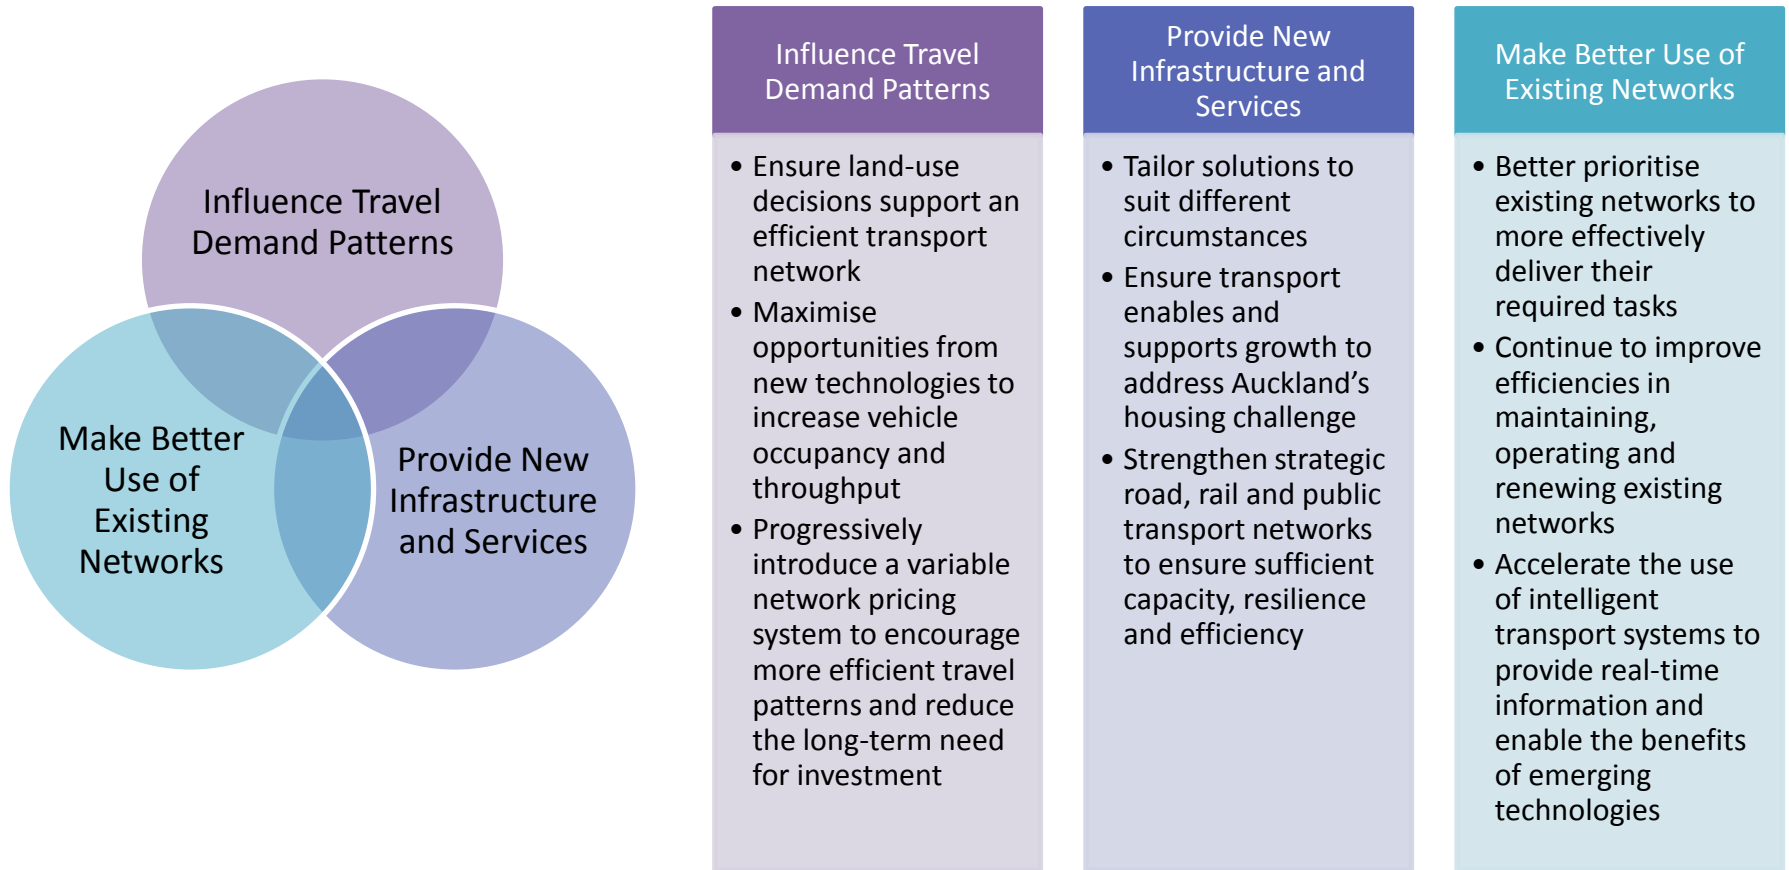 Influence Travel
Demand Patterns
Make Better
Use of
Existing
Networks
Provide New
Infrastructure
and Services
Influence Travel
Demand Patterns
• Ensure land-use
decisions support an
efficient transport
network
• Maximise
opportunities from
new technologies to
increase vehicle
occupancy and
throughput
• Progressively
introduce a variable
network pricing
system to encourage
more efficient travel
patterns and reduce
the long-term need
for investment
Provide New
Infrastructure and
Services
• Tailor solutions to
suit different
circumstances
• Ensure transport
enables and
supports growth to
address Auckland’s
housing challenge
• Strengthen strategic
road, rail and public
transport networks
to ensure sufficient
capacity, resilience
and efficiency
Make Better Use of
Existing Networks
• Better prioritise
existing networks to
more effectively
deliver their
required tasks
• Continue to improve
efficiencies in
maintaining,
operating and
renewing existing
networks
• Accelerate the use
of intelligent
transport systems to
provide real-time
information and
enable the benefits
of emerging
technologies